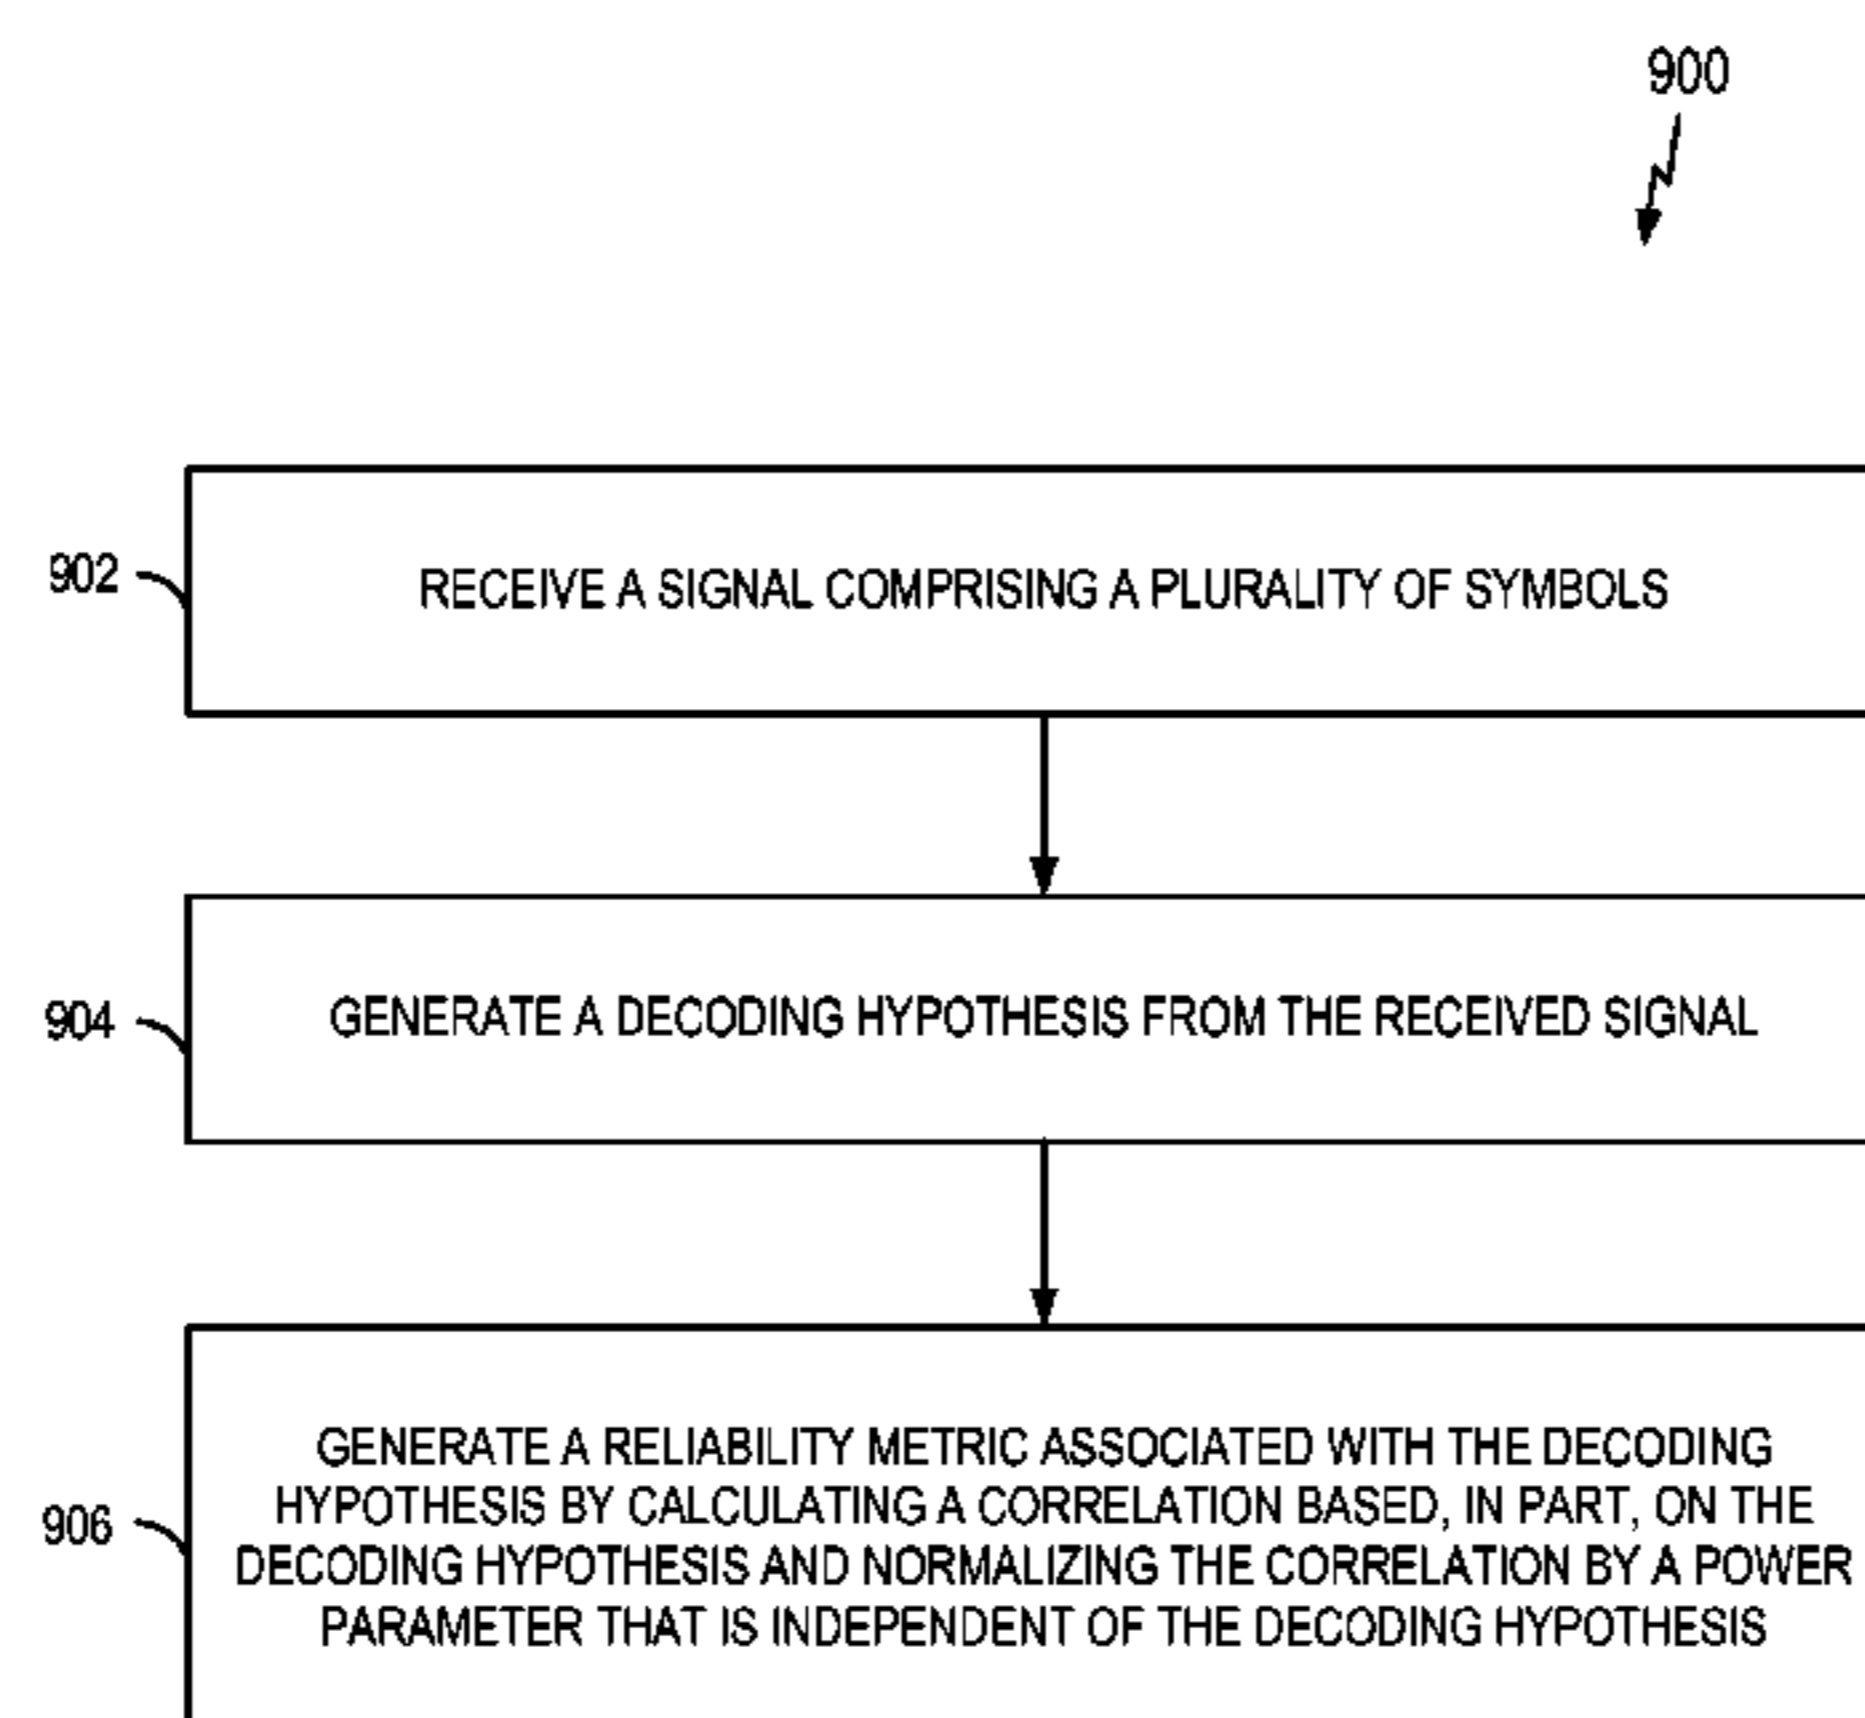 900
902
RECEIVE A SIGNAL COMPRISING A PLURALITY OF SYMBOLS
904
GENERATE A DECODING HYPOTHESIS FROM THE RECEIVED SIGNAL
GENERATE A RELIABILITY METRIC ASSOCIATED WITH THE DECODING
HYPOTHESIS BY CALCULATING A CORRELATION BASED, IN PART, ON THE
906
DECODING HYPOTHESIS AND NORMALIZING THE CORRELATION BY A POWER
PARAMETER THAT IS INDEPENDENT OF THE DECODING HYPOTHESIS